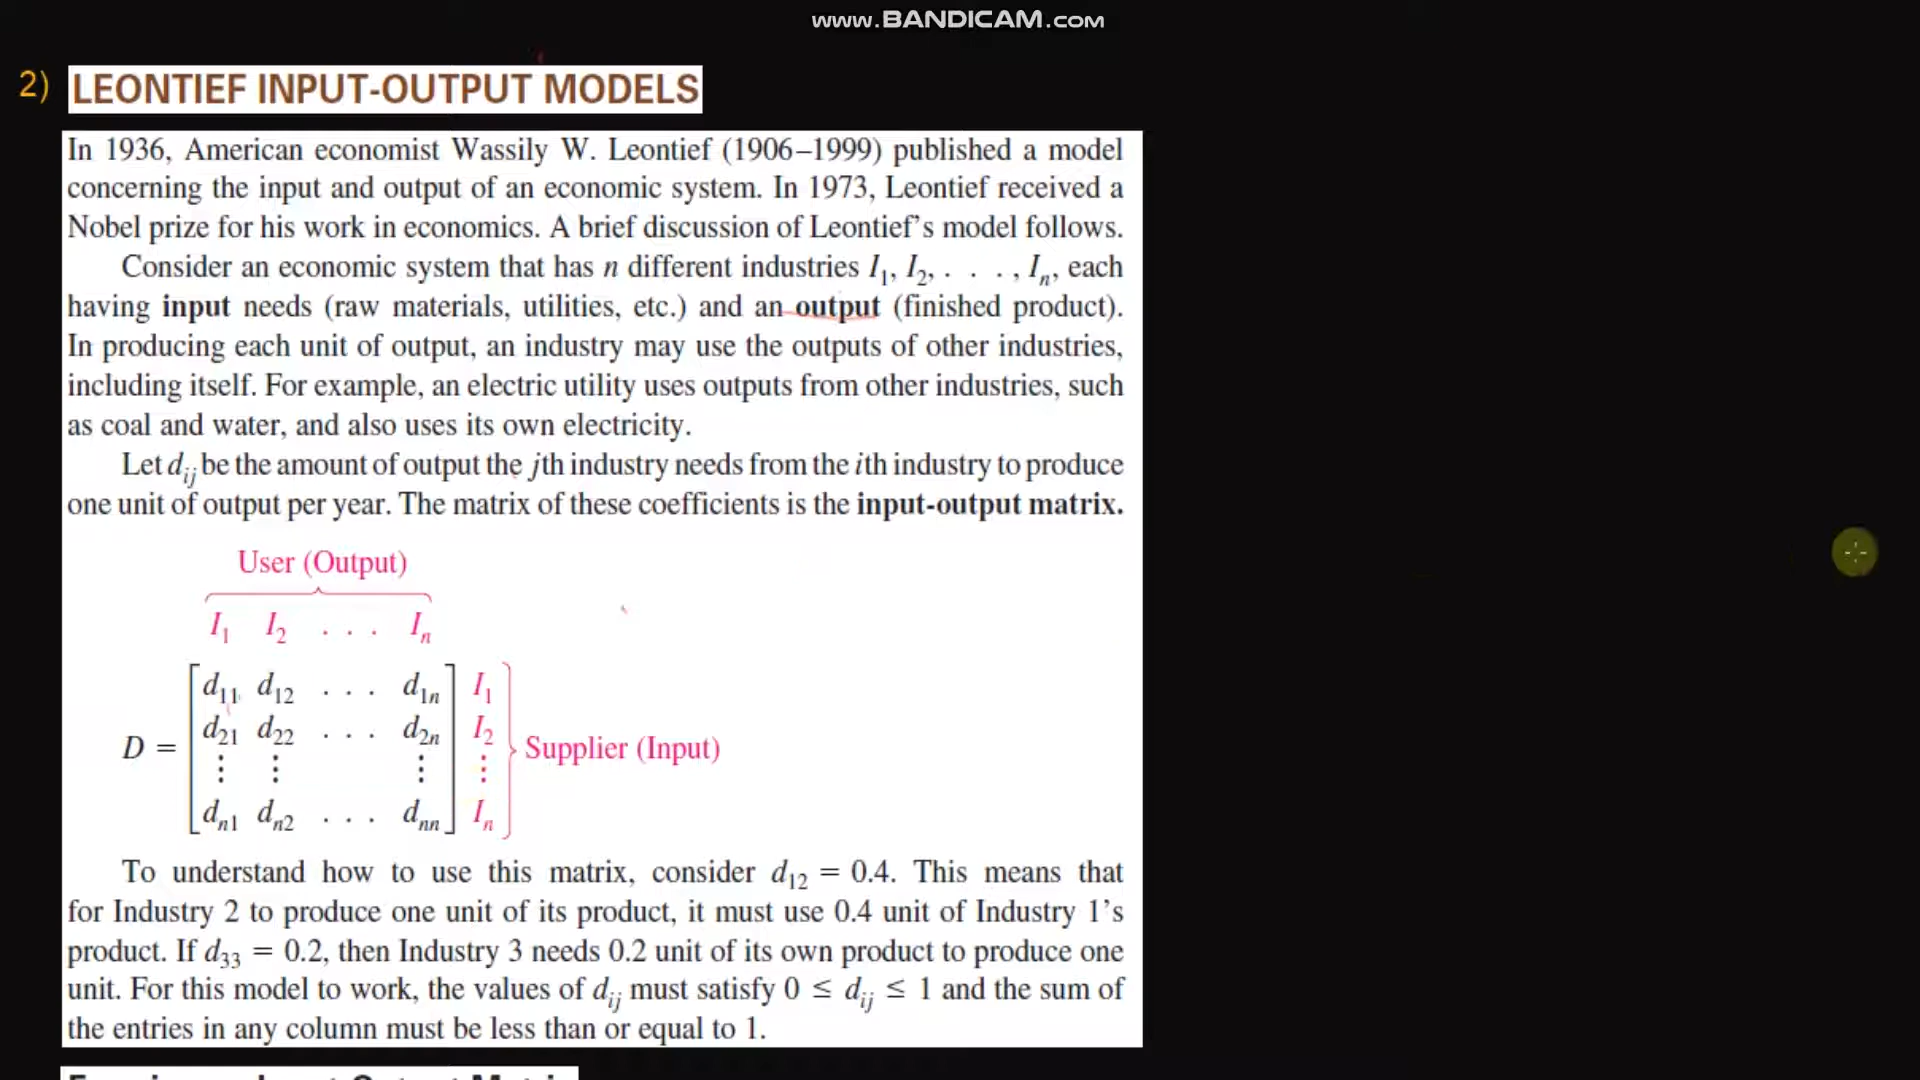 www.BANDICAM.com
2) LEONTIEF INPUT-OUTPUT MODELS
In 1936, American economist Wassily W. Leontief (1906–1999) published a model
concerning the input and output of an economic system. In 1973, Leontief received a
Nobel prize for his work in economics. A brief discussion of Leontief's model follows.
Consider an economic system that has n different industries I₁, I₂, . . . , Iₙ, each
having input needs (raw materials, utilities, etc.) and an output (finished product).
In producing each unit of output, an industry may use the outputs of other industries,
including itself. For example, an electric utility uses outputs from other industries, such
as coal and water, and also uses its own electricity.
Let dᵢⱼ be the amount of output the jth industry needs from the ith industry to produce
one unit of output per year. The matrix of these coefficients is the input-output matrix.
User (Output)
I₁ I₂ . . . Iₙ
d₁₁ d₁₂ . . . d₁ₙ I₁
d₂₁ d₂₂ . . . d₂ₙ I₂
D = ⋮ ⋮ ⋮ ⋮ Supplier (Input)
dₙ₁ dₙ₂ . . . dₙₙ Iₙ
To understand how to use this matrix, consider d₁₂ = 0.4. This means that
for Industry 2 to produce one unit of its product, it must use 0.4 unit of Industry 1's
product. If d₃₃ = 0.2, then Industry 3 needs 0.2 unit of its own product to produce one
unit. For this model to work, the values of dᵢⱼ must satisfy 0 ≤ dᵢⱼ ≤ 1 and the sum of
the entries in any column must be less than or equal to 1.